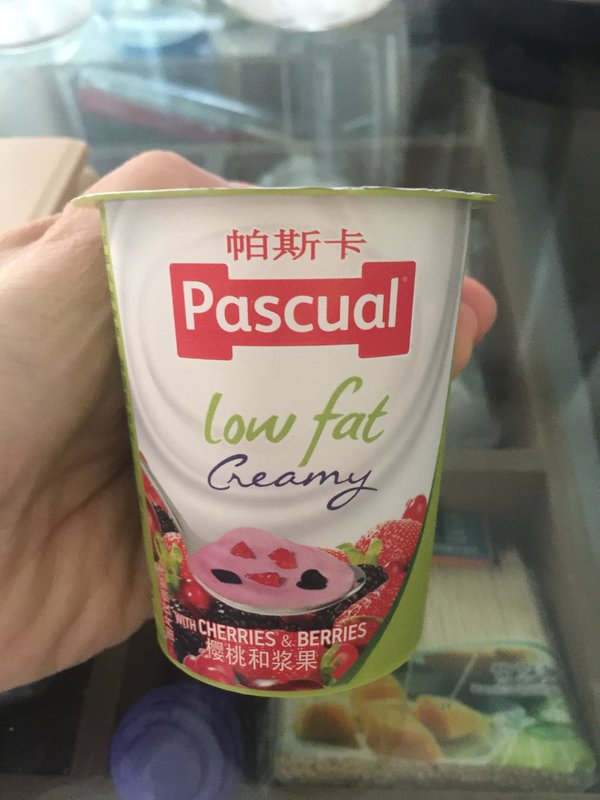 帕斯卡
Pascual
low fat
Creamy
WITH CHERRIES & BERRIES
樱桃和浆果